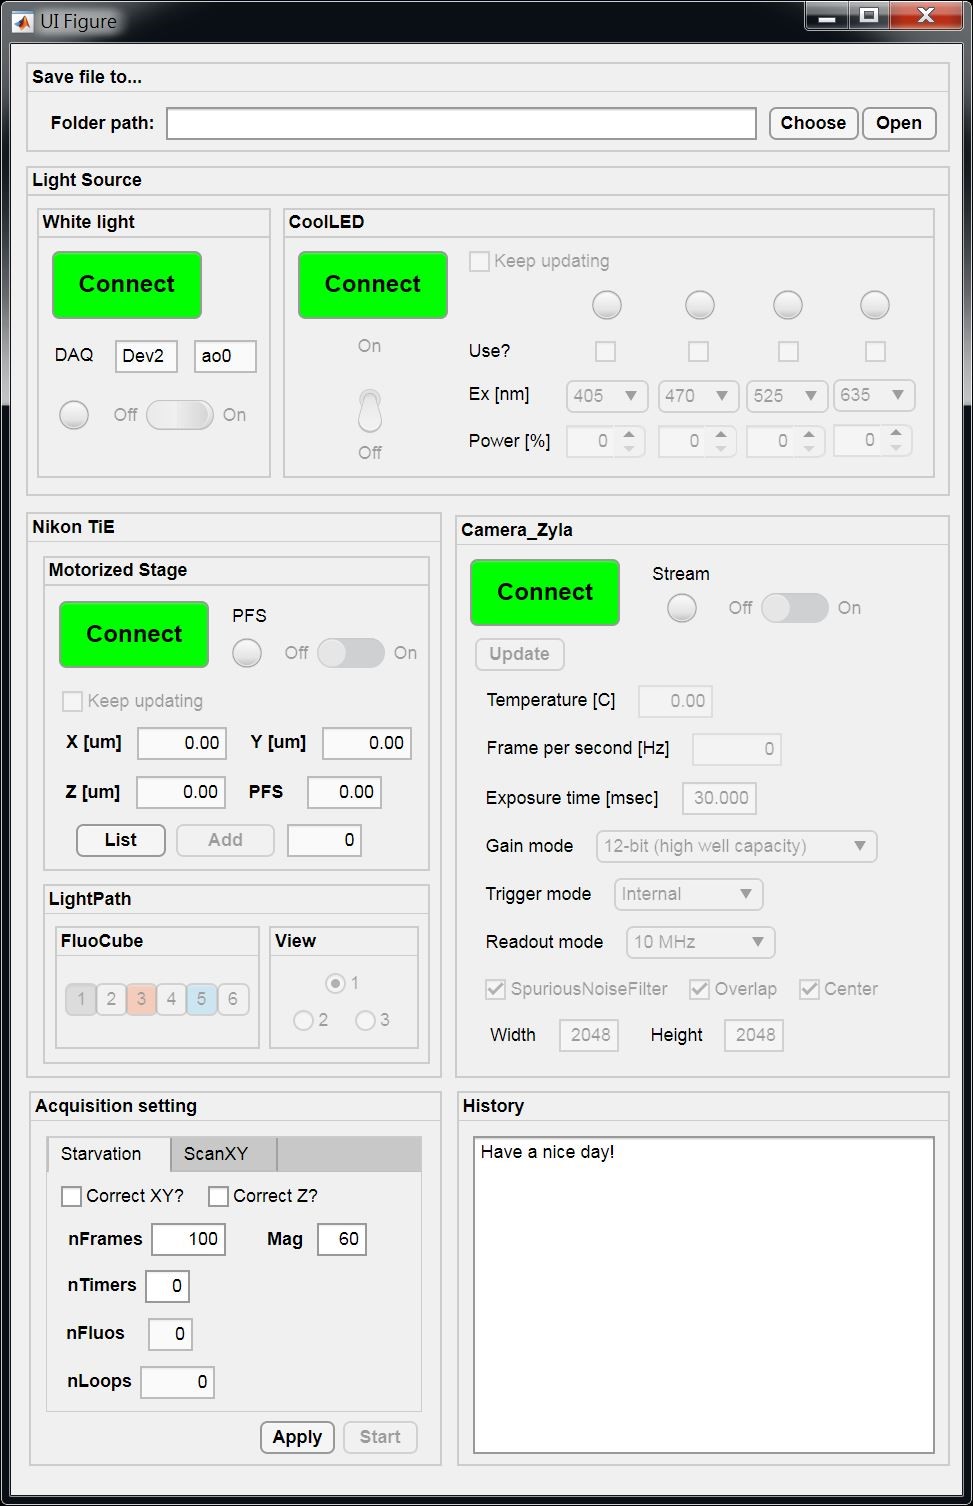 UI Figure
Save file to...
Folder path: Choose Open
Light Source
White light
Connect
DAQ Dev2 ao0
Off On
CoolLED
Connect
Keep updating
On
Off
Use?
Ex [nm] 405 470 525 635
Power [%] 0 0 0 0
Nikon TiE
Motorized Stage
Connect
PFS
Off On
Keep updating
X [um] 0.00 Y [um] 0.00
Z [um] 0.00 PFS 0.00
List Add 0
LightPath
FluoCube
1 2 3 4 5 6
View
1
2 3
Camera_Zyla
Connect
Stream
Off On
Update
Temperature [C] 0.00
Frame per second [Hz] 0
Exposure time [msec] 30.000
Gain mode 12-bit (high well capacity)
Trigger mode Internal
Readout mode 10 MHz
SpuriousNoiseFilter Overlap Center
Width 2048 Height 2048
Acquisition setting
Starvation ScanXY
Correct XY? Correct Z?
nFrames 100 Mag 60
nTimers 0
nFluos 0
nLoops 0
Apply Start
History
Have a nice day!